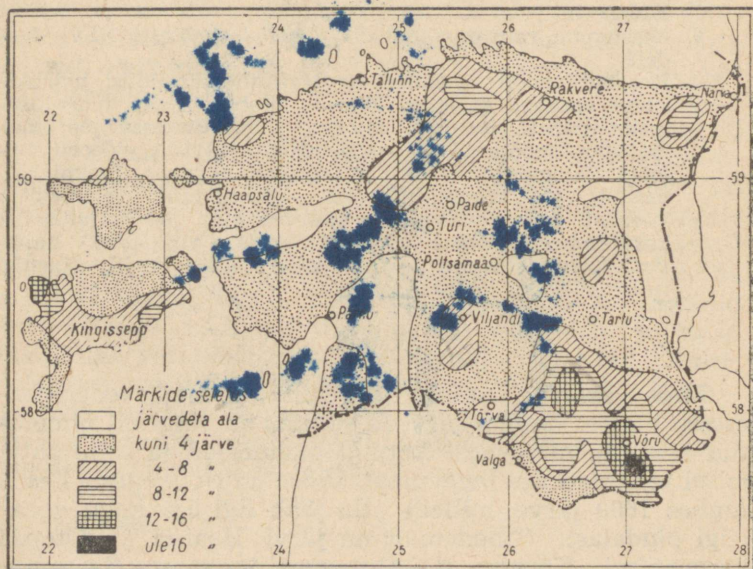 24 25 26 27
Tallinn
Rakvere
Narva
22 23
59 59
Haapsalu
Paide
Türi
Põltsamaa
Kingissepp
Viljandi
Tartu
Märkide seletus
58 58
järvedeta ala
Tõrva
kuni 4 järve
Võru
4-8 "
Valga
8-12 "
12-16 "
üle 16 "
22 24 25 26 27 28